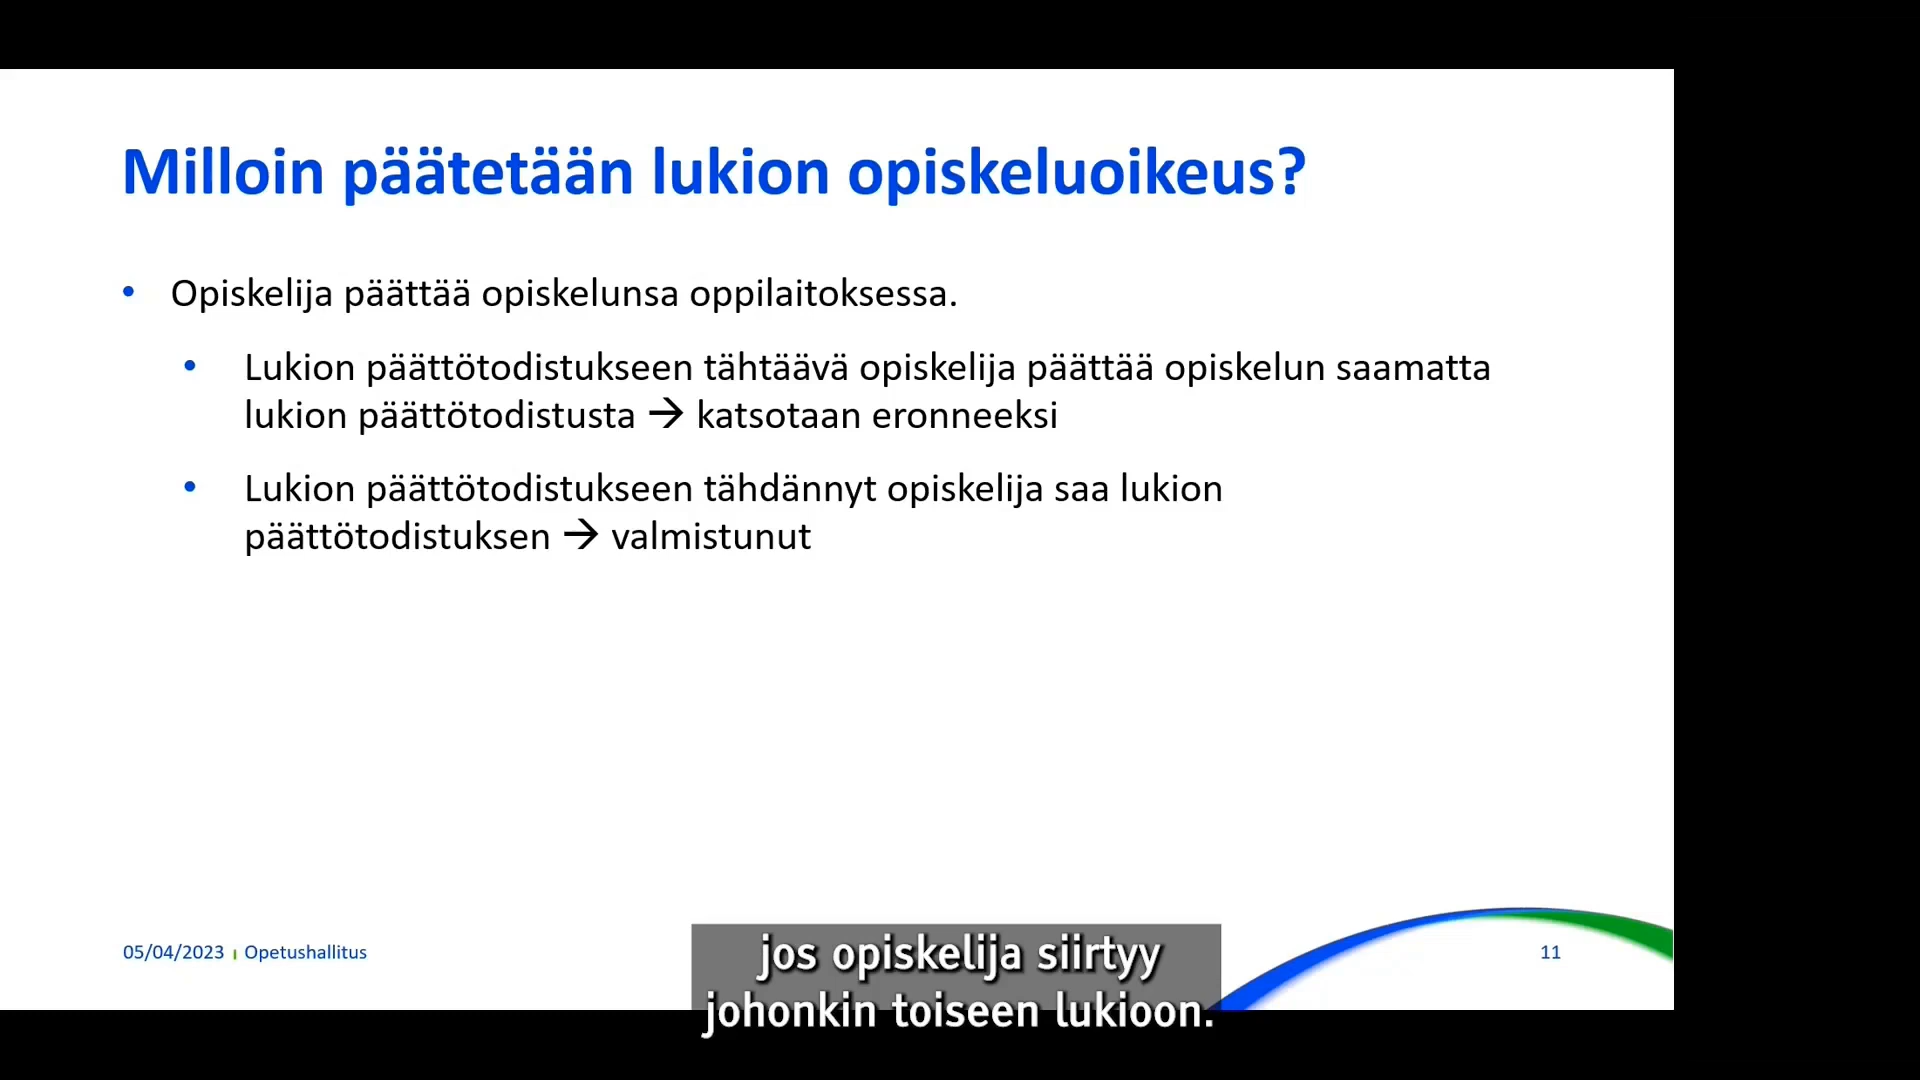 Milloin päätetään lukion opiskeluoikeus?
• Opiskelija päättää opiskelunsa oppilaitoksessa.
• Lukion päättötodistukseen tähtäävä opiskelija päättää opiskelun saamatta
lukion päättötodistusta → katsotaan eronneeksi
• Lukion päättötodistukseen tähdännyt opiskelija saa lukion
päättötodistuksen → valmistunut
05/04/2023 | Opetushallitus
11
jos opiskelija siirtyy
johonkin toiseen lukioon.